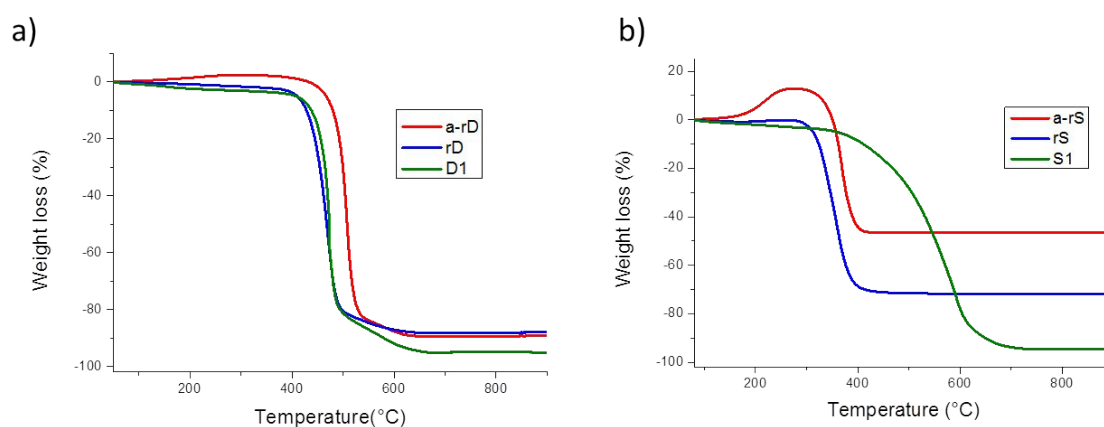 a)
0
-20
-40
-60
-80
-100
200
400
600
800
Weight loss (%)
Temperature(°C)
a-rD
rD
D1
b)
20
0
-20
-40
-60
-80
-100
200
400
600
800
Weight loss (%)
Temperature (°C)
a-rS
rS
S1